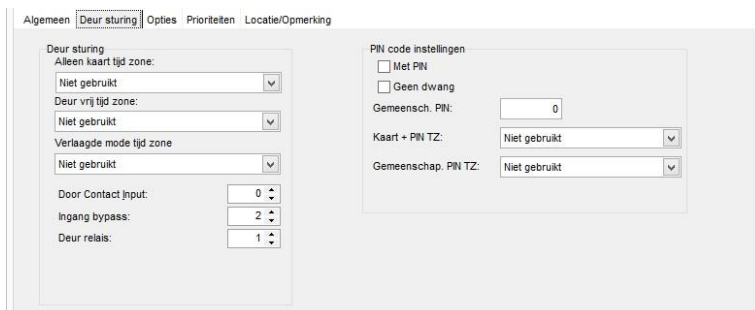 Algemeen Deur sturing Opties Prioriteiten Locatie/Opmerking
Deur sturing
Alleen kaart tijd zone:
Niet gebruikt
Deur vrij tijd zone:
Niet gebruikt
Verlaagde mode tijd zone
Niet gebruikt
Door Contact Input: 0
Ingang bypass: 2
Deur relais: 1
PIN code instellingen
Met PIN
Geen dwang
Gemeensch. PIN: 0
Kaart + PIN TZ: Niet gebruikt
Gemeenschap. PIN TZ: Niet gebruikt